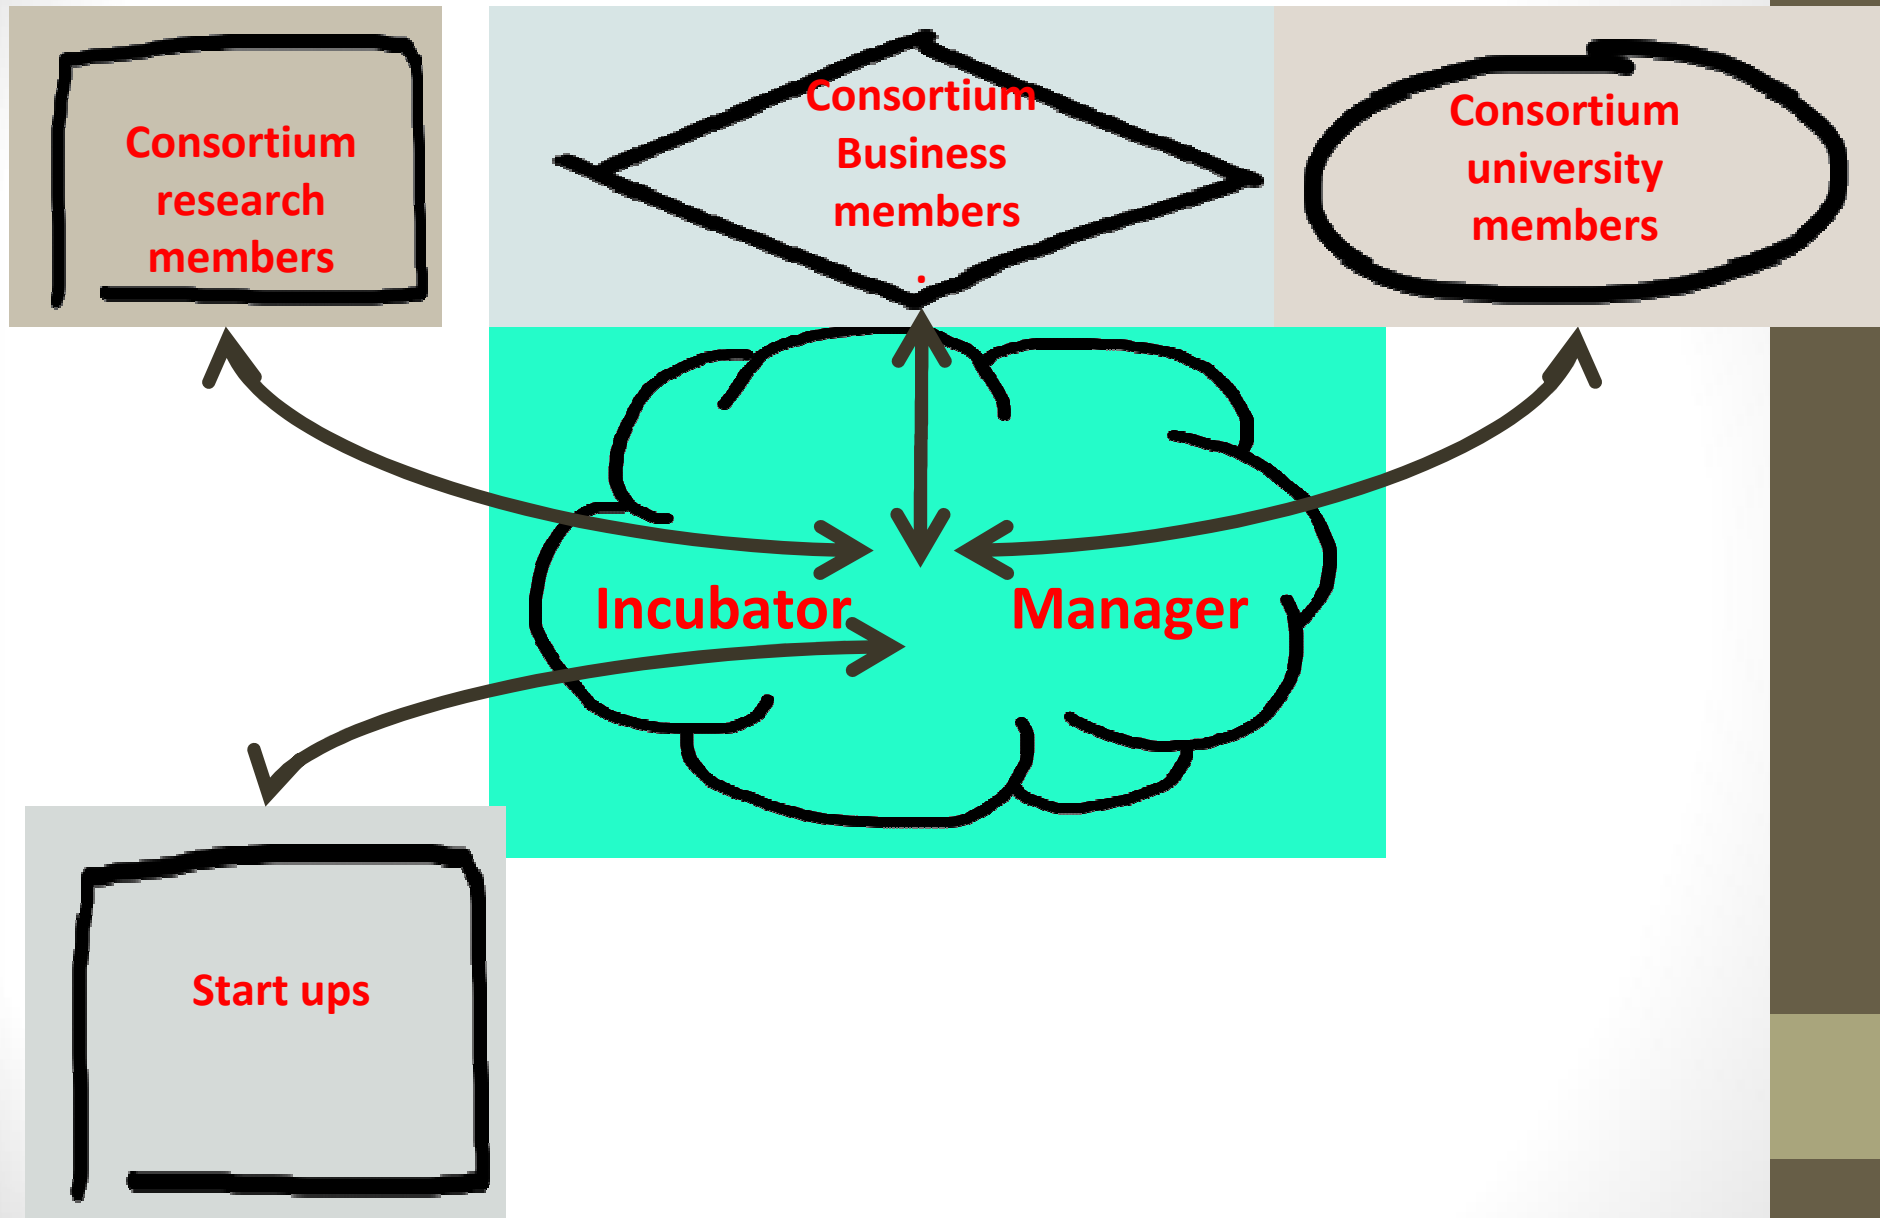 Consortium
research
members
Consortium
Business
members
.
Consortium
university
members
Incubator Manager
Start ups